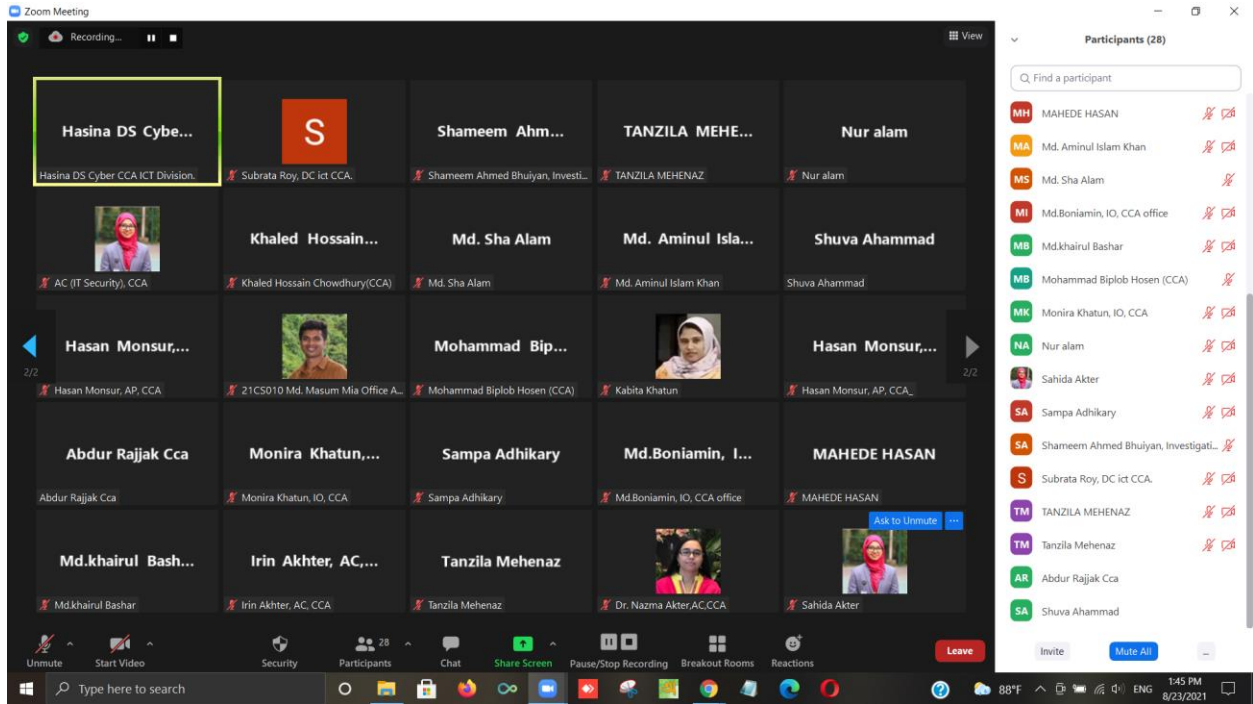 Zoom Meeting
Recording...
View
Hasina DS Cybe...
Hasina DS Cyber CCA ICT Division.
S
Subrata Roy, DC ict CCA.
Shameem Ahm...
Shameem Ahmed Bhuiyan, Investi...
TANZILA MEHE...
TANZILA MEHENAZ
Nur alam
Nur alam
AC (IT Security), CCA
Khaled Hossain...
Khaled Hossain Chowdhury(CCA)
Md. Sha Alam
Md. Sha Alam
Md. Aminul Isla...
Md. Aminul Islam Khan
Shuva Ahammad
Shuva Ahammad
2/2
Hasan Monsur,...
Hasan Monsur, AP, CCA
21CS010 Md. Masum Mia Office A...
Mohammad Bip...
Mohammad Biplob Hosen (CCA)
Kabita Khatun
Hasan Monsur,...
Hasan Monsur, AP, CCA_
2/2
Abdur Rajjak Cca
Abdur Rajjak Cca
Monira Khatun,...
Monira Khatun, IO, CCA
Sampa Adhikary
Sampa Adhikary
Md.Boniamin, I...
Md.Boniamin, IO, CCA office
MAHEDE HASAN
MAHEDE HASAN
Md.khairul Bash...
Md.khairul Bashar
Irin Akhter, AC,...
Irin Akhter, AC, CCA
Tanzila Mehenaz
Tanzila Mehenaz
Dr. Nazma Akter,AC,CCA
Ask to Unmute
...
Sahida Akter
Unmute
Start Video
Security
28
Participants
Chat
Share Screen
Pause/Stop Recording
Breakout Rooms
Reactions
Leave
Participants (28)
Find a participant
MH MAHEDE HASAN
MA Md. Aminul Islam Khan
MS Md. Sha Alam
MI Md.Boniamin, IO, CCA office
MB Md.khairul Bashar
MB Mohammad Biplob Hosen (CCA)
MK Monira Khatun, IO, CCA
NA Nur alam
Sahida Akter
SA Sampa Adhikary
SA Shameem Ahmed Bhuiyan, Investigati...
S Subrata Roy, DC ict CCA.
TM TANZILA MEHENAZ
TM Tanzila Mehenaz
AR Abdur Rajjak Cca
SA Shuva Ahammad
Invite
Mute All
...
Type here to search
88°F
ENG
1:45 PM
8/23/2021